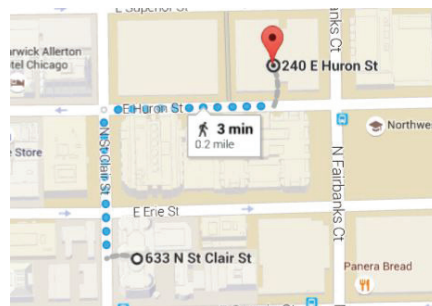 E Superior St
arwick Allerton
tel Chicago
240 E Huron St
E Huron St
3 min
0.2 mile
Northwe
e Store
N St Clair St
N Fairbanks Ct
E Erie St
633 N St Clair St
Panera Bread